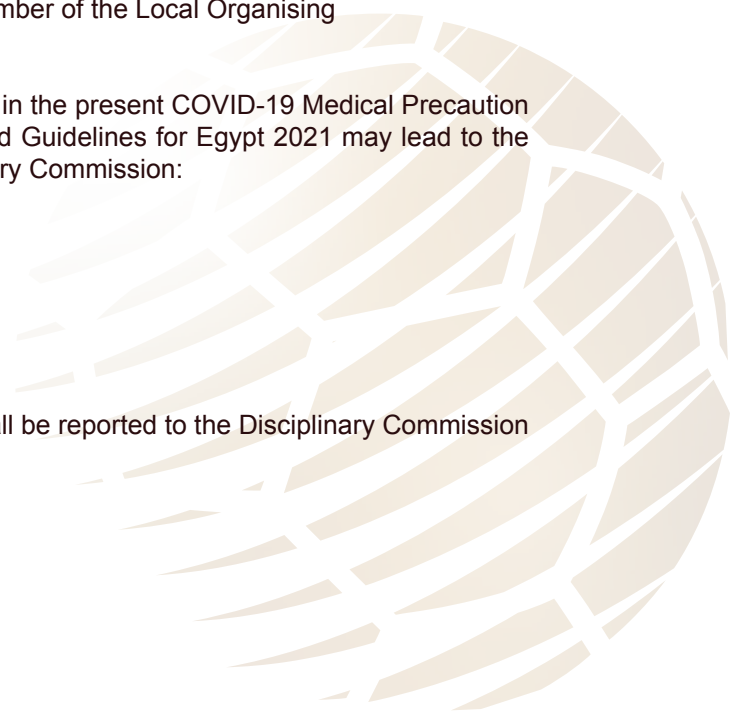 mber of the Local Organising
in the present COVID-19 Medical Precaution
d Guidelines for Egypt 2021 may lead to the
ry Commission:
ll be reported to the Disciplinary Commission